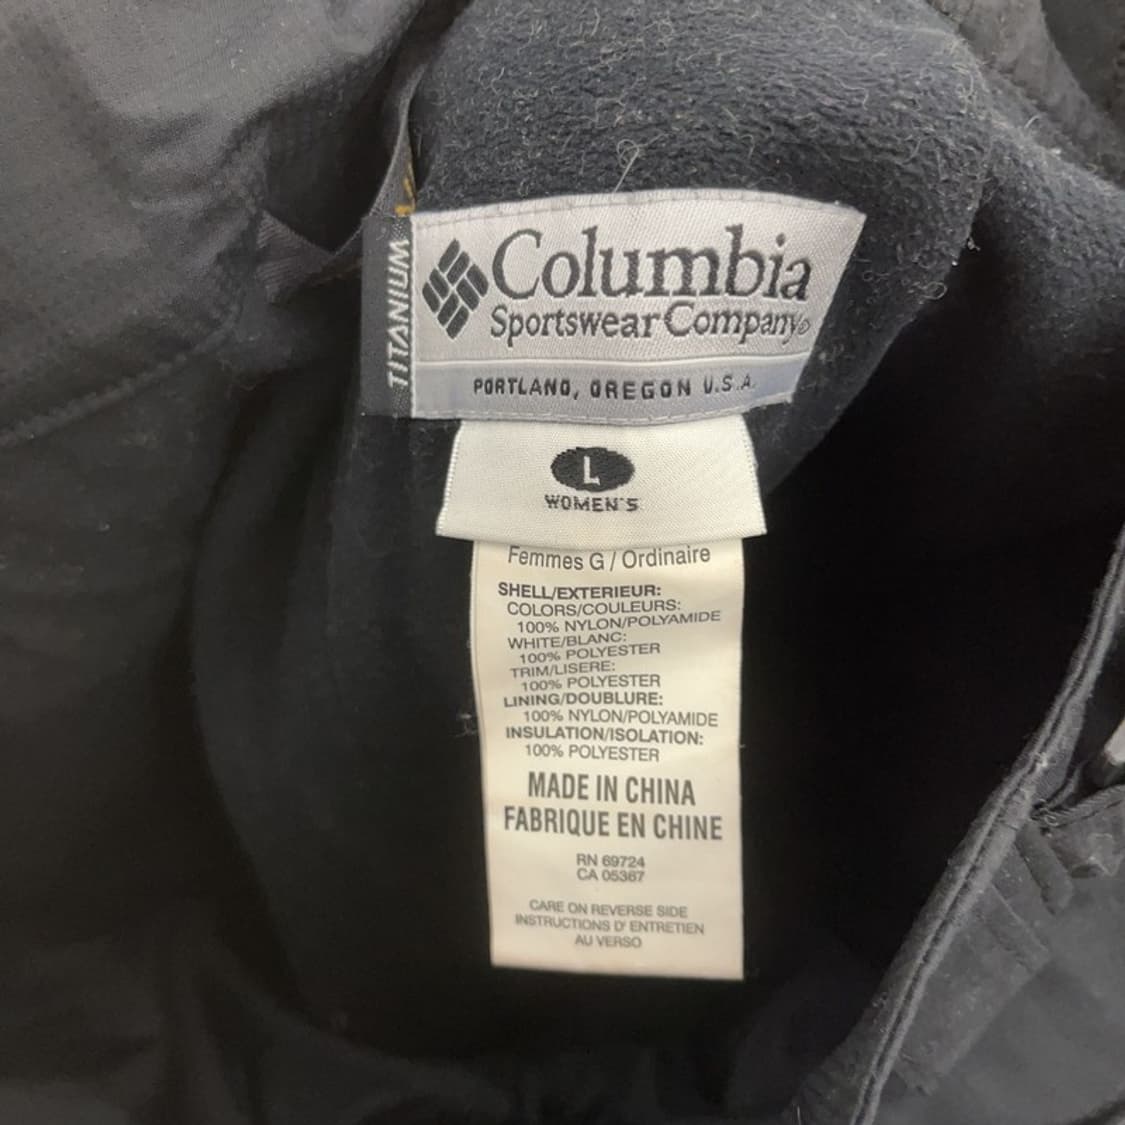 TITANIUM
Columbia
Sportswear Company®
PORTLAND, OREGON U.S.A.
L
WOMEN'S
Femmes G / Ordinaire
SHELL/EXTERIEUR:
COLORS/COULEURS:
100% NYLON/POLYAMIDE
WHITE/BLANC:
100% POLYESTER
TRIM/LISERE:
100% POLYESTER
LINING/DOUBLURE:
100% NYLON/POLYAMIDE
INSULATION/ISOLATION:
100% POLYESTER
MADE IN CHINA
FABRIQUE EN CHINE
RN 69724
CA 05367
CARE ON REVERSE SIDE
INSTRUCTIONS D' ENTRETIEN
AU VERSO